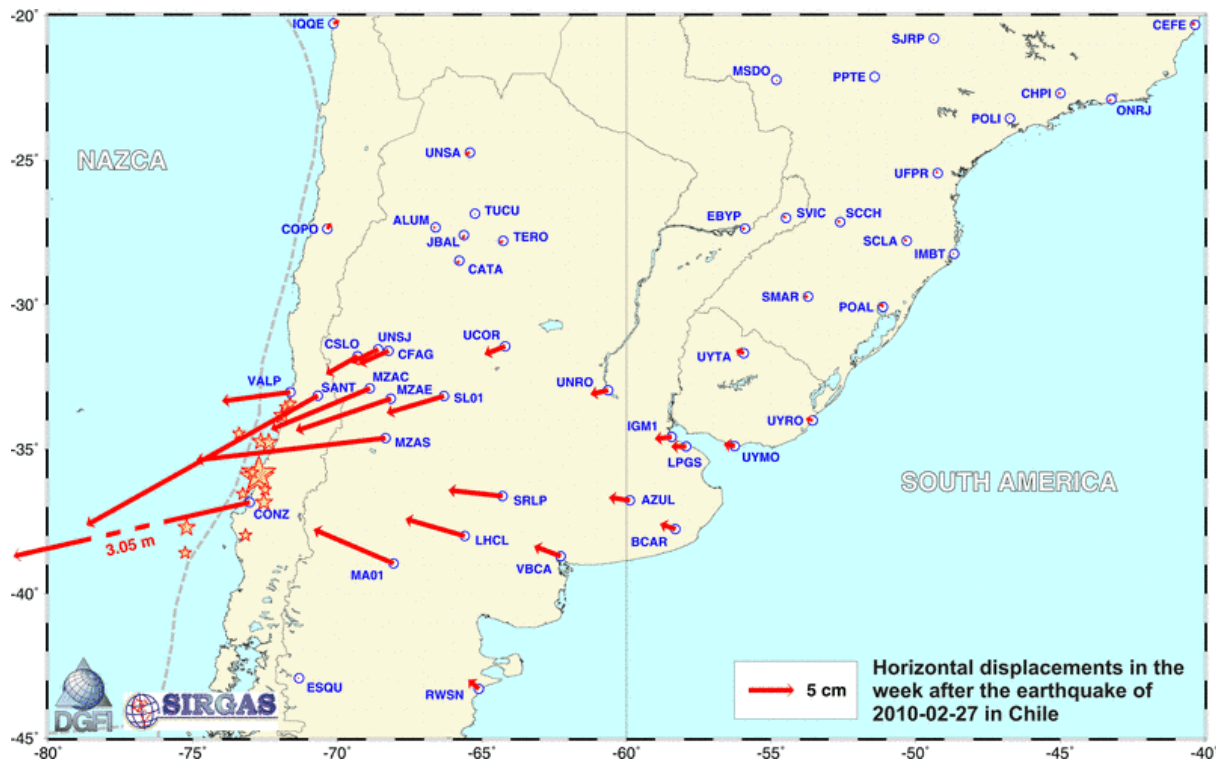 -20°
IQQE
CEFE
SJRP
MSDO
PPTE
CHPI
ONRJ
POLI
-25°
NAZCA
UNSA
UFPR
TUCU
ALUM
COPO
JBAL
TERO
CATA
EBYP
SVIC
SCCH
SCLA
IMBT
-30°
SMAR
POAL
CSLO
UNSJ
CFAG
UCOR
UYTA
VALP
SANT
MZAC
MZAE
SL01
UNRO
UYRO
IGM1
LPGS
UYMO
MZAS
-35°
SOUTH AMERICA
SRLP
AZUL
CONZ
3.05 m
LHCL
BCAR
MA01
VBCA
-40°
ESQU
RWSN
DGFI
SIRGAS
5 cm
Horizontal displacements in the
week after the earthquake of
2010-02-27 in Chile
-45°
-80 -75 -70 -65 -60 -55 -50 -45 -40°